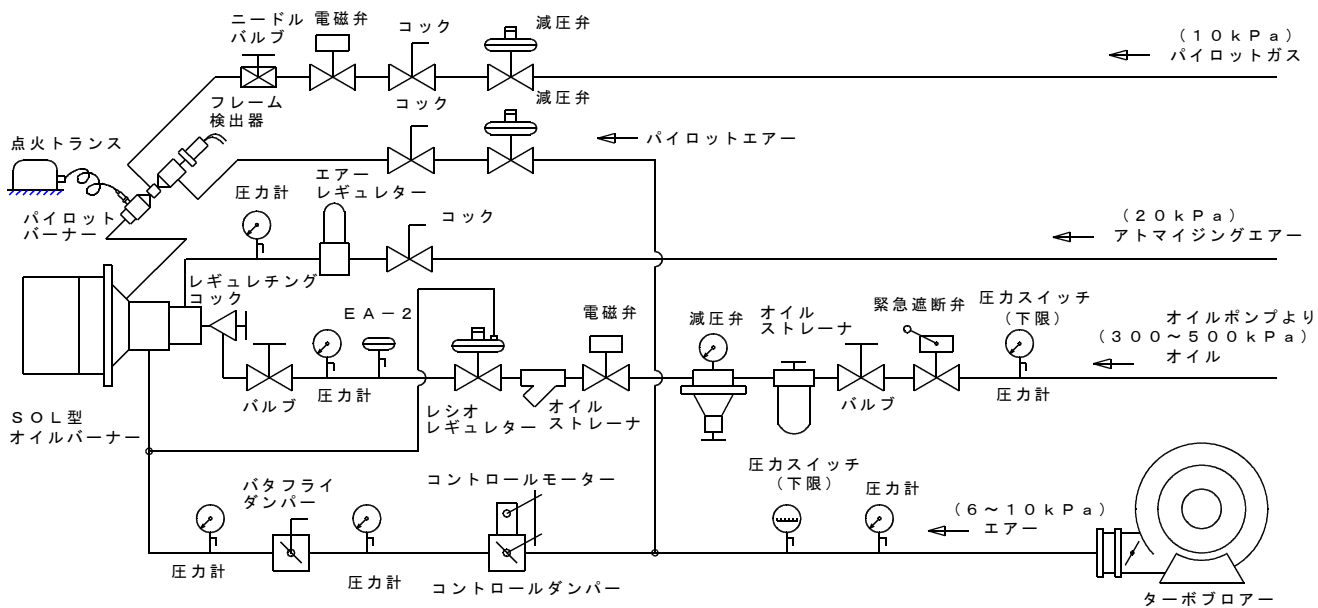 ニードル
バルブ
電磁弁
コック
減圧弁
(10kPa)
パイロットガス
フレーム
検出器
コック
減圧弁
点火トランス
パイロットエアー
圧力計
エアー
レギュレター
コック
パイロット
バーナー
(20kPa)
アトマイジングエアー
レギュレチング
コック
EA-2
電磁弁
減圧弁
オイル
ストレーナ
緊急遮断弁
圧力スイッチ
(下限)
オイルポンプより
(300~500kPa)
オイル
バルブ
圧力計
レシオ
レギュレター
オイル
ストレーナ
バルブ
圧力計
SOL型
オイルバーナー
バタフライ
ダンパー
コントロールモーター
圧力スイッチ
(下限)
圧力計
(6~10kPa)
エアー
圧力計
圧力計
コントロールダンパー
ターボブロアー